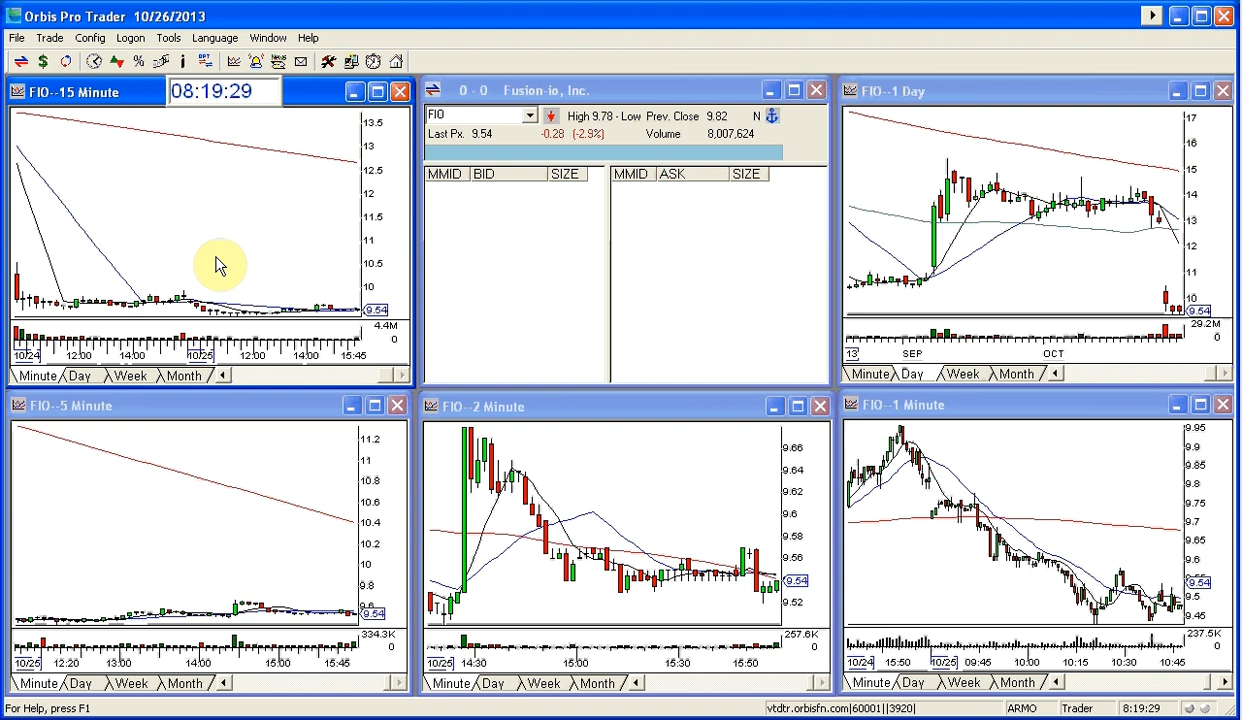 Orbis Pro Trader 10/26/2013
File Trade Config Logon Tools Language Window Help
FIO--15 Minute
08:19:29
13.5
13
12.5
12
11.5
11
10.5
10
9.54
4.4M
0
10/24 12:00 14:00 10/25 12:00 14:00 15:45
Minute Day Week Month
0 - 0 Fusion-io, Inc.
FIO High 9.78 - Low Prev. Close 9.82 N
Last Px. 9.54 -0.28 (-2.9%) Volume 8,007,624
MMID BID SIZE MMID ASK SIZE
FIO--1 Day
17
16
15
14
13
12
11
10
9.54
29.2M
0
13' SEP OCT
Minute Day Week Month
FIO--5 Minute
11.2
11
10.8
10.6
10.4
10.2
10
9.8
9.6
9.54
334.3K
0
10/25 12:20 13:00 14:00 15:00 15:45
Minute Day Week Month
FIO--2 Minute
9.66
9.64
9.62
9.6
9.58
9.56
9.54
9.52
257.6K
0
10/25 14:30 15:00 15:30 15:50
Minute Day Week Month
FIO--1 Minute
9.95
9.9
9.85
9.8
9.75
9.7
9.65
9.6
9.54
9.5
9.45
237.5K
0
10/24 15:50 10/25 09:45 10:00 10:15 10:30 10:45
Minute Day Week Month
For Help, press F1
vtdtr.orbisfn.com|60001||3920| ARMO Trader 8:19:29